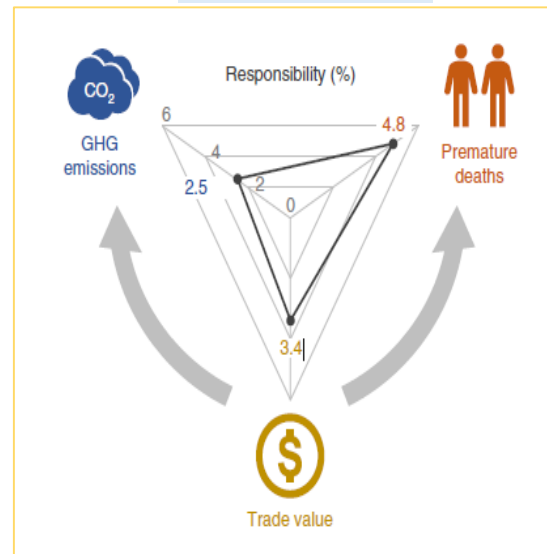 Responsibility (%)
CO2
GHG
emissions
6
4
2
0
4.8
2.5
3.4
Premature
deaths
$
Trade value